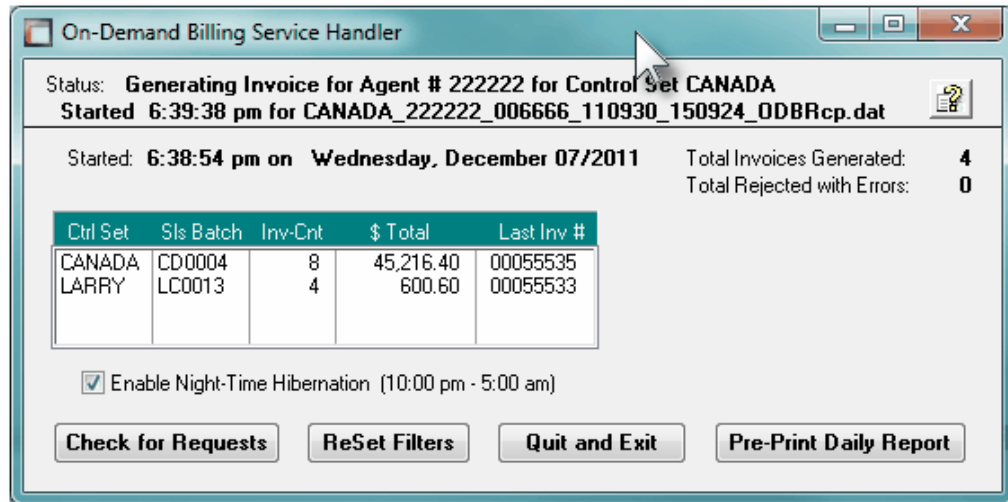 On-Demand Billing Service Handler
Status: Generating Invoice for Agent # 222222 for Control Set CANADA
Started 6:39:38 pm for CANADA_222222_006666_110930_150924_ODBRcp.dat
Started: 6:38:54 pm on Wednesday, December 07/2011
Total Invoices Generated: 4
Total Rejected with Errors: 0
Ctrl Set Sls Batch Inv-Cnt $ Total Last Inv #
CANADA CD0004 8 45,216.40 00055535
LARRY LC0013 4 600.60 00055533
Enable Night-Time Hibernation (10:00 pm - 5:00 am)
Check for Requests ReSet Filters Quit and Exit Pre-Print Daily Report